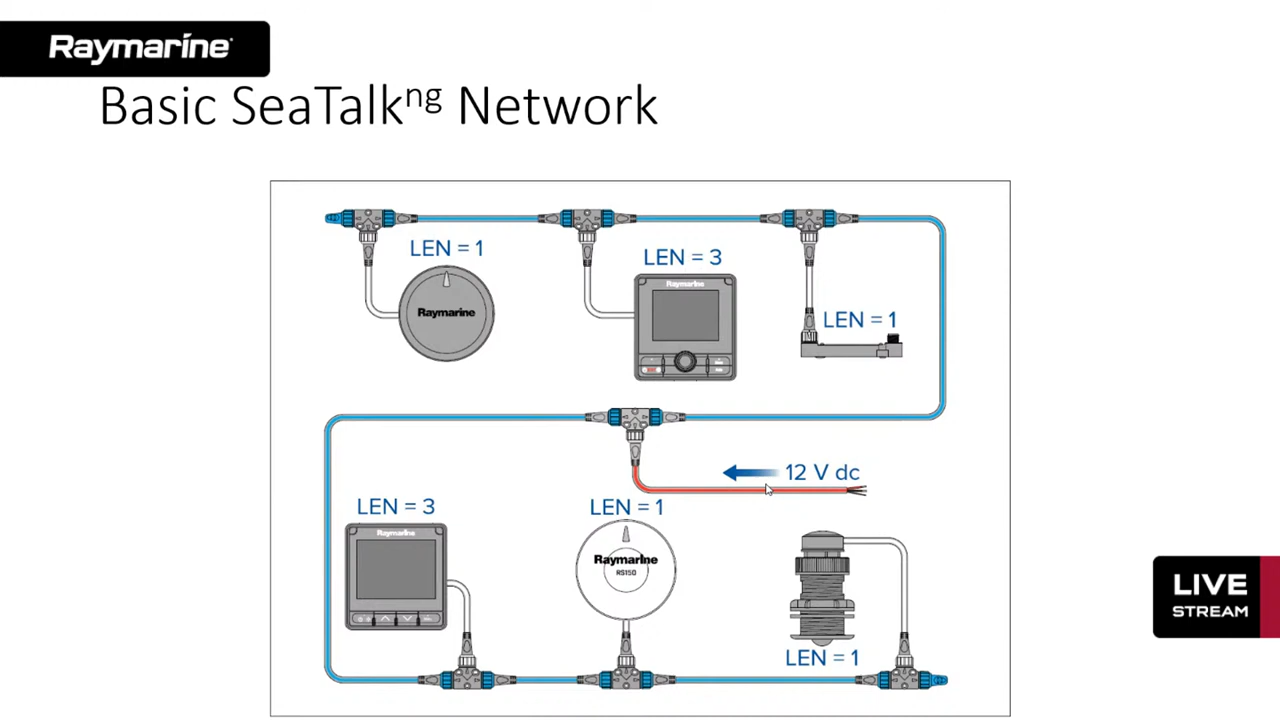 Raymarine
Basic SeaTalkng Network
LEN = 1
LEN = 3
Raymarine
Raymarine
LEN = 1
12 V dc
LEN = 3
LEN = 1
Raymarine
Raymarine
RS150
LEN = 1
LIVE
STREAM